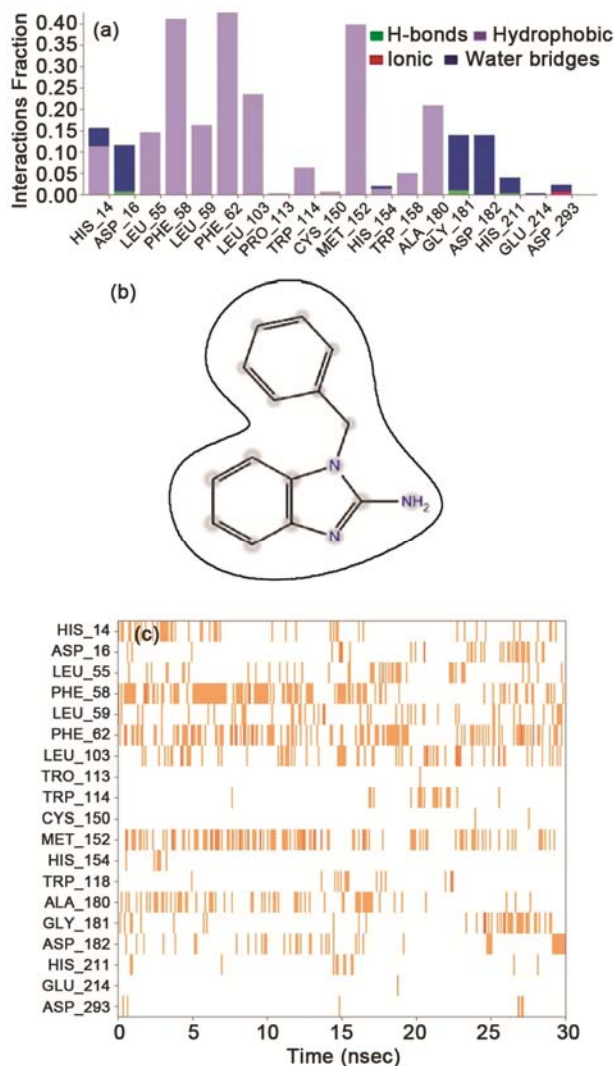 (a)
H-bonds Hydrophobic
Ionic Water bridges
Interactions Fraction
0.40
0.35
0.30
0.25
0.20
0.15
0.10
0.05
0.00
HIS_14
ASP_16
LEU_55
PHE_58
LEU_59
PHE_62
LEU_103
PRO_113
TRP_114
CYS_150
MET_152
HIS_154
TRP_158
ALA_180
GLY_181
ASP_182
HIS_211
GLU_214
ASP_293
(b)
N
NH2
N
(c)
HIS_14
ASP_16
LEU_55
PHE_58
LEU_59
PHE_62
LEU_103
TRO_113
TRP_114
CYS_150
MET_152
HIS_154
TRP_118
ALA_180
GLY_181
ASP_182
HIS_211
GLU_214
ASP_293
0 5 10 15 20 25 30
Time (nsec)